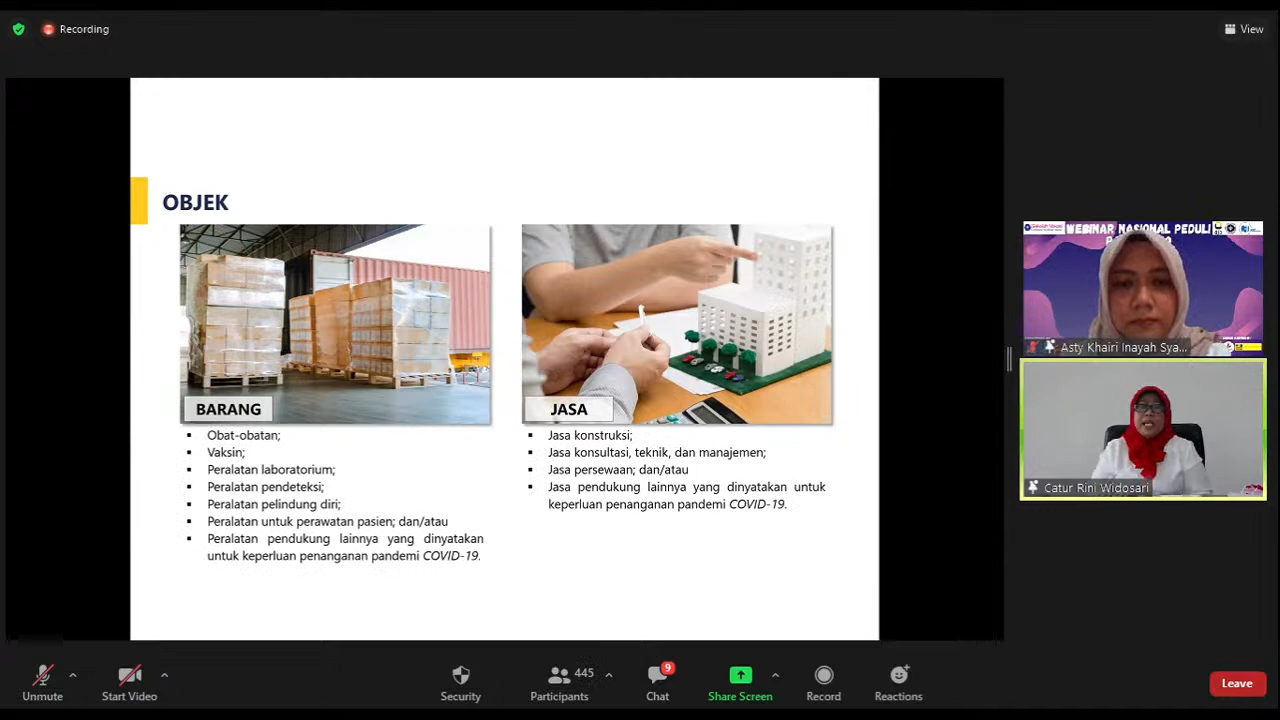 Recording
View
OBJEK
BARANG
Obat-obatan;
Vaksin;
Peralatan laboratorium;
Peralatan pendeteksi;
Peralatan pelindung diri;
Peralatan untuk perawatan pasien; dan/atau
Peralatan pendukung lainnya yang dinyatakan
untuk keperluan penanganan pandemi COVID-19.
JASA
Jasa konstruksi;
Jasa konsultasi, teknik, dan manajemen;
Jasa persewaan; dan/atau
Jasa pendukung lainnya yang dinyatakan untuk
keperluan penanganan pandemi COVID-19.
WEBINAR NASIONAL PEDULI
Asty Khairi Inayah Sya...
Catur Rini Widosari
Unmute
Start Video
Security
445
Participants
9
Chat
Share Screen
Record
Reactions
Leave